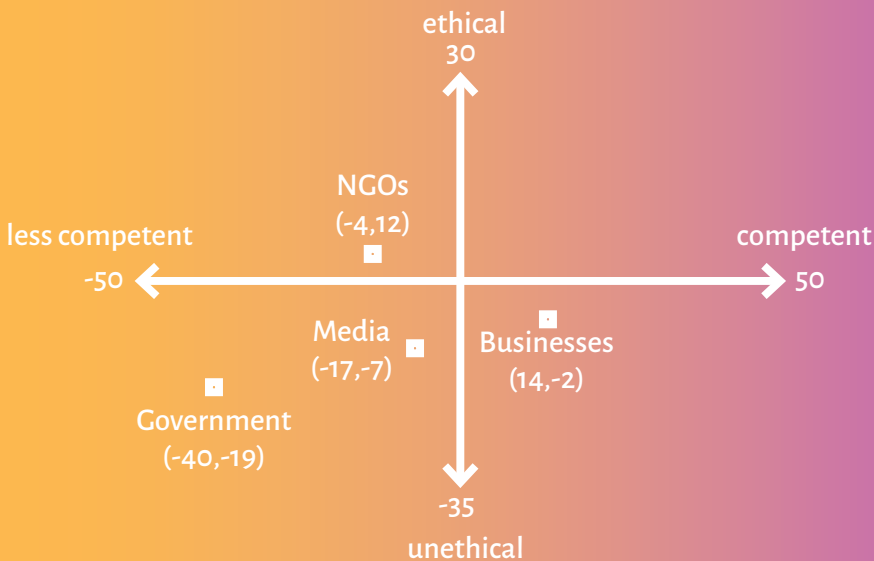 ethical
30
NGOs
(-4,12)
less competent
competent
-50
50
Media
(-17,-7)
Businesses
(14,-2)
Government
(-40,-19)
-35
unethical